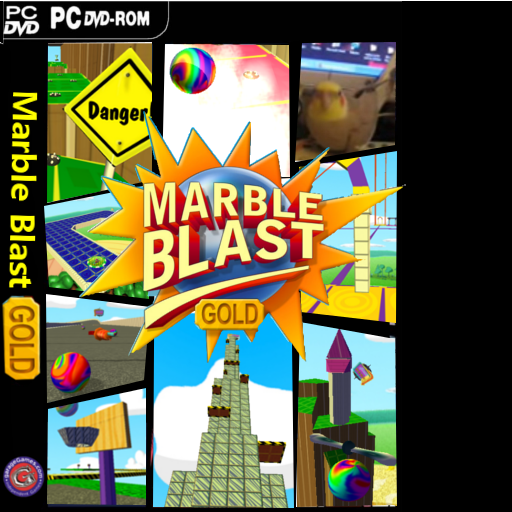 PC
DVD
PC DVD-ROM
Marble Blast
GOLD
Danger
MARBLE
BLAST
GOLD